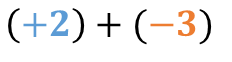 (+2) + (−3)